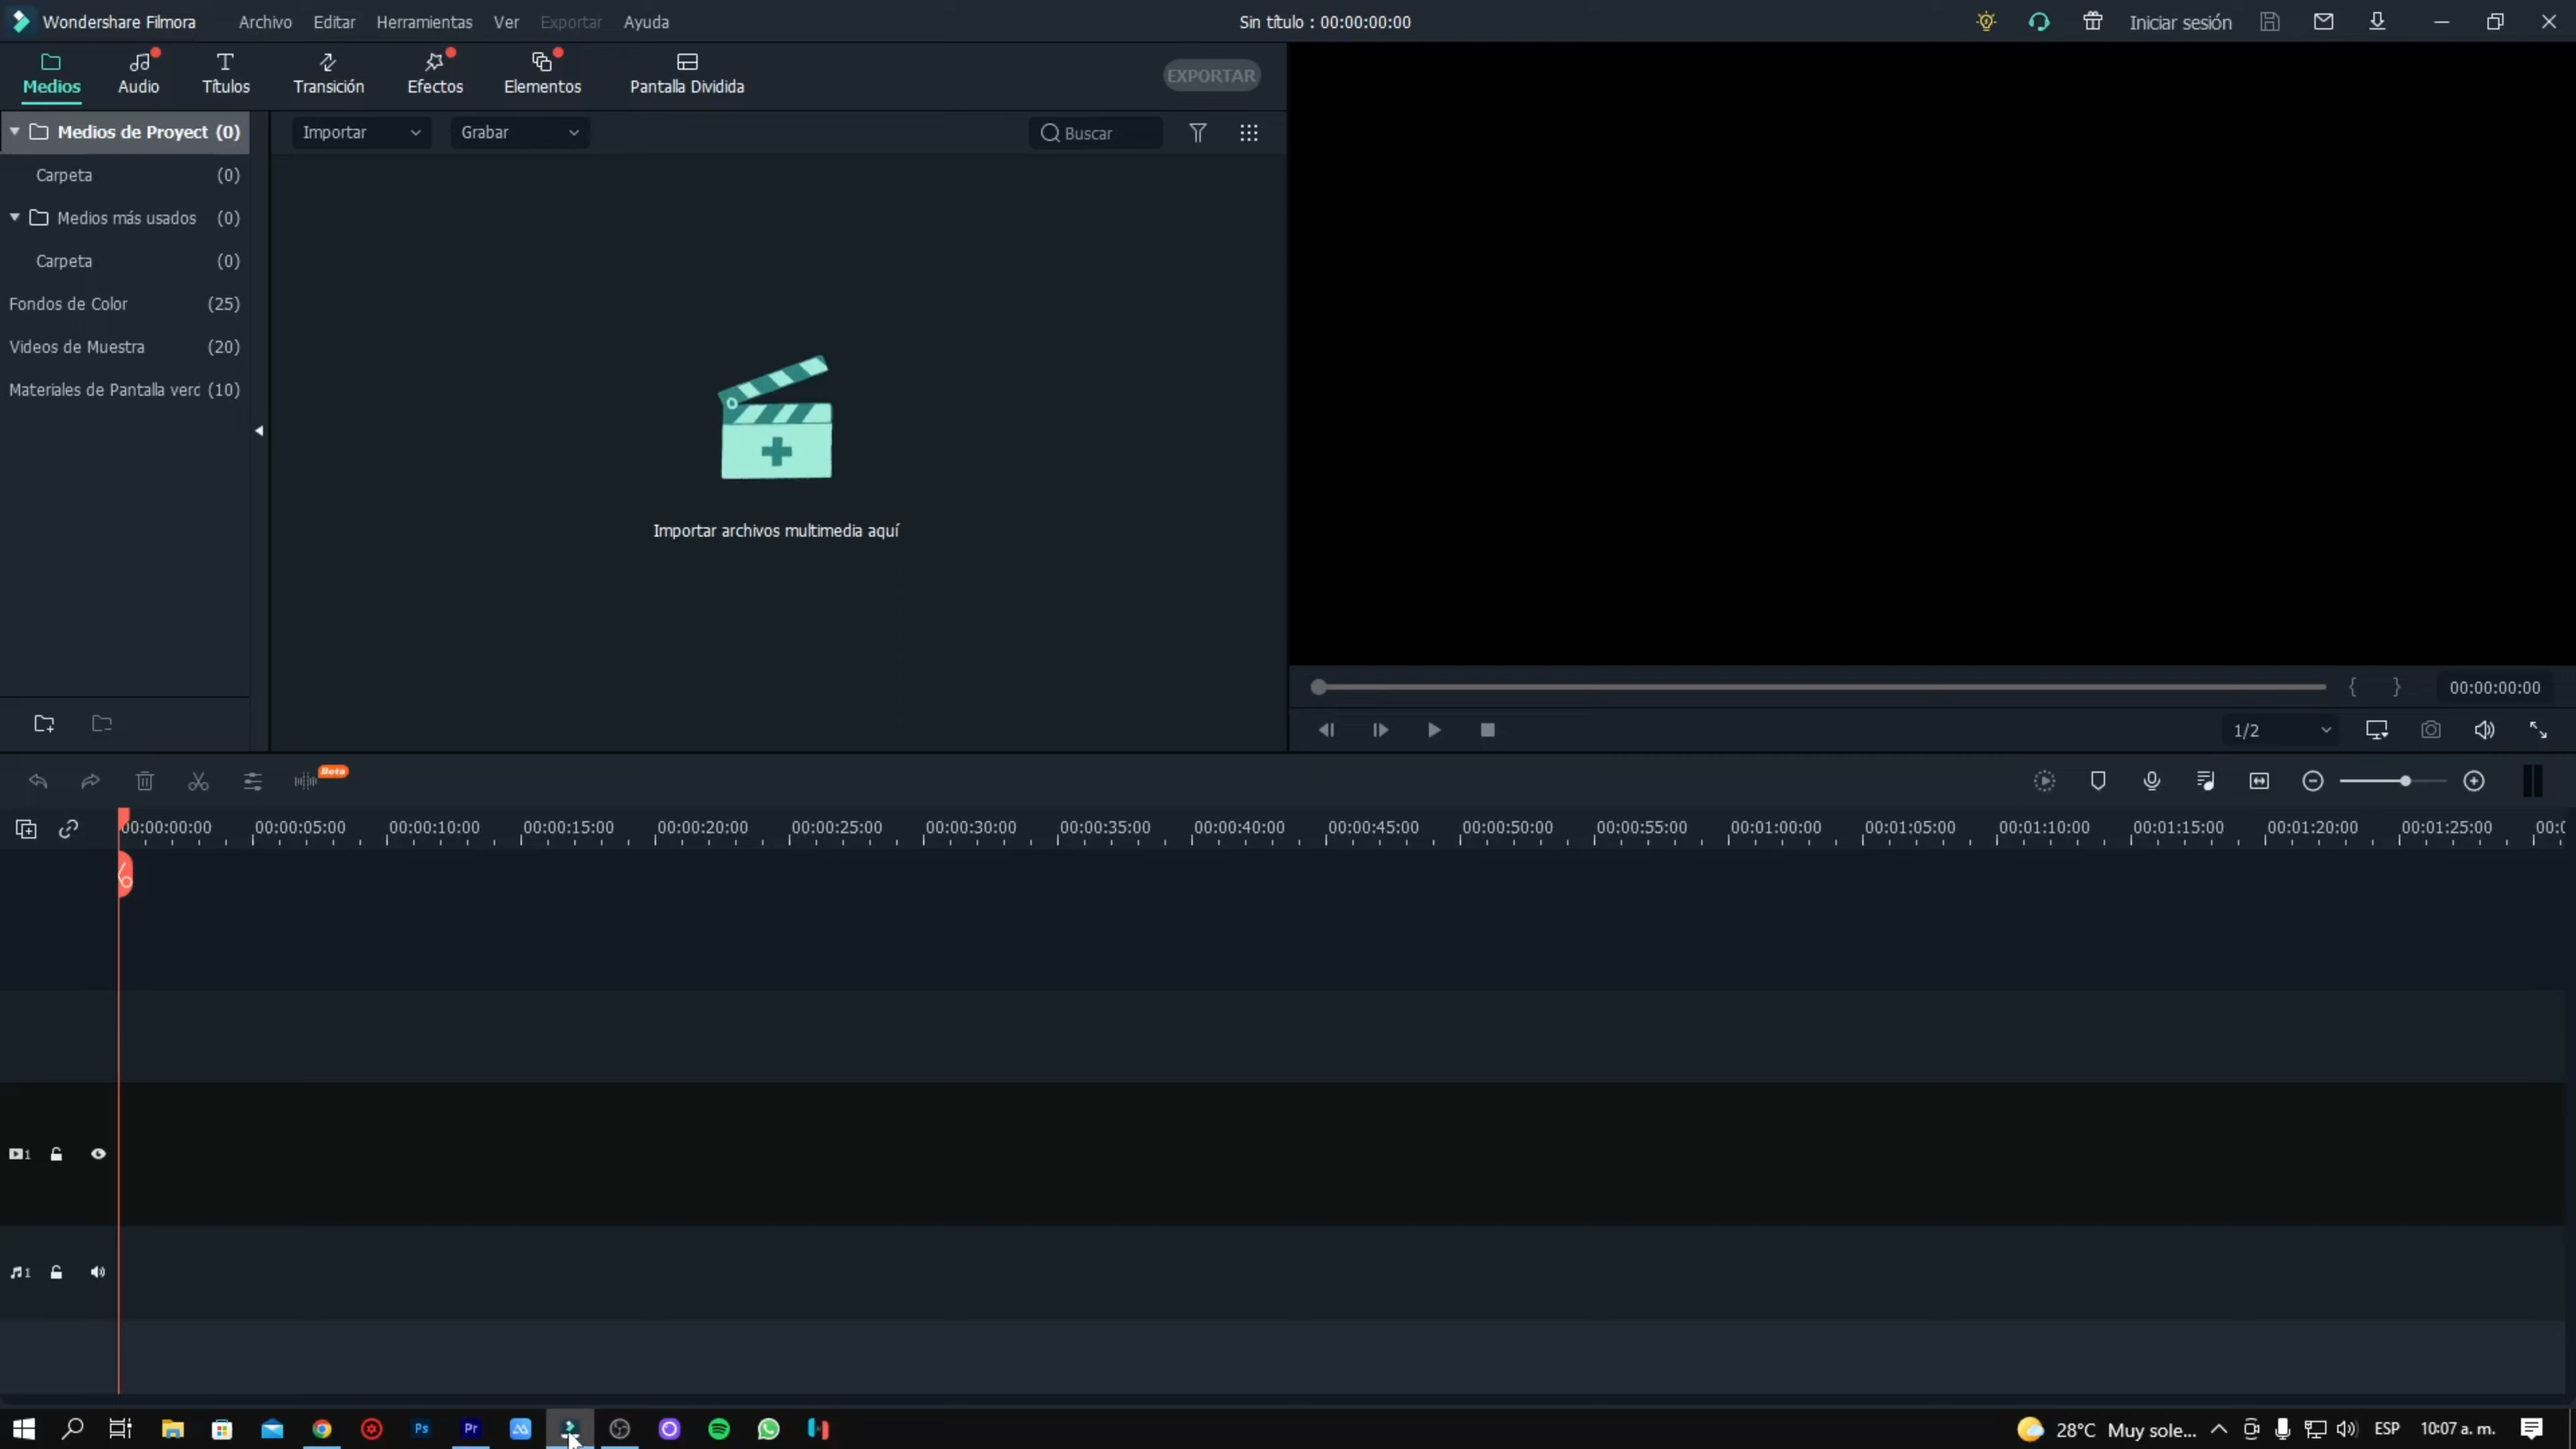 Wondershare Filmora Archivo Editar Herramientas Ver Exportar Ayuda Sin título : 00:00:00:00 Iniciar sesión
Medios Audio Títulos Transición Efectos Elementos Pantalla Dividida EXPORTAR
Medios de Proyect (0) Importar Grabar Buscar
Carpeta (0)
Medios más usados (0)
Carpeta (0)
Fondos de Color (25)
Videos de Muestra (20)
Materiales de Pantalla verd (10)
Importar archivos multimedia aquí
{ } 00:00:00:00
1/2
Beta
00:00:00:00 00:00:05:00 00:00:10:00 00:00:15:00 00:00:20:00 00:00:25:00 00:00:30:00 00:00:35:00 00:00:40:00 00:00:45:00 00:00:50:00 00:00:55:00 00:01:00:00 00:01:05:00 00:01:10:00 00:01:15:00 00:01:20:00 00:01:25:00
1
1
Ps Pr 28°C Muy sole... ESP 10:07 a. m.